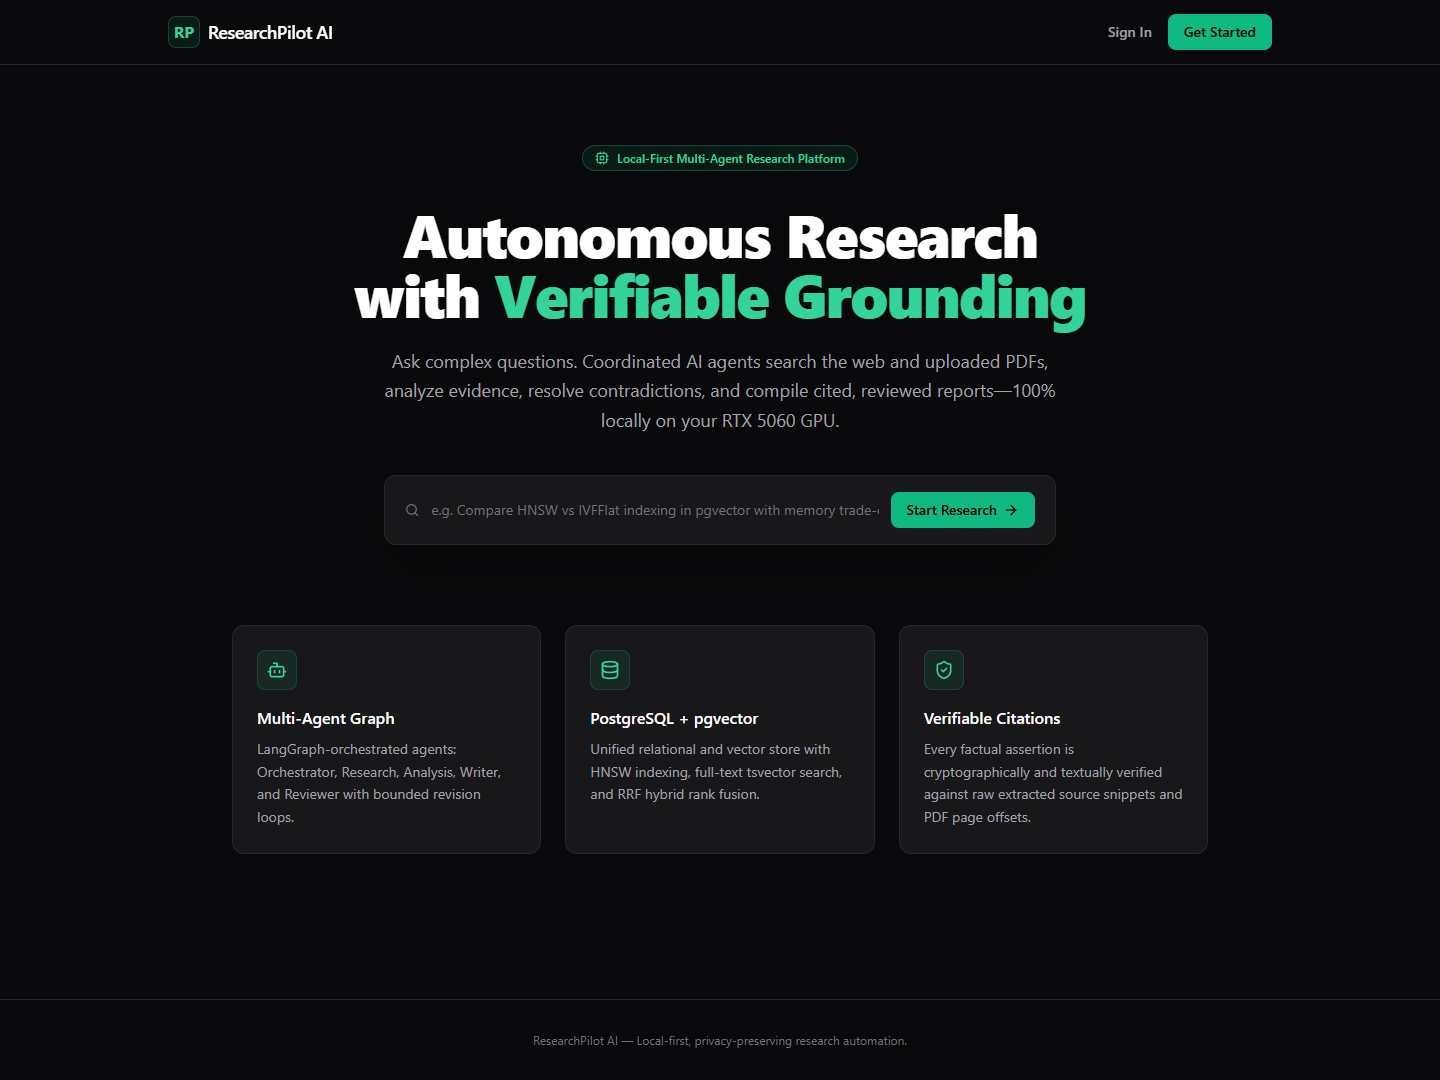 RP ResearchPilot AI
Sign In
Get Started
Local-First Multi-Agent Research Platform
Autonomous Research
with Verifiable Grounding
Ask complex questions. Coordinated AI agents search the web and uploaded PDFs,
analyze evidence, resolve contradictions, and compile cited, reviewed reports—100%
locally on your RTX 5060 GPU.
e.g. Compare HNSW vs IVFFlat indexing in pgvector with memory trade-
Start Research
Multi-Agent Graph
LangGraph-orchestrated agents:
Orchestrator, Research, Analysis, Writer,
and Reviewer with bounded revision
loops.
PostgreSQL + pgvector
Unified relational and vector store with
HNSW indexing, full-text tsvector search,
and RRF hybrid rank fusion.
Verifiable Citations
Every factual assertion is
cryptographically and textually verified
against raw extracted source snippets and
PDF page offsets.
ResearchPilot AI — Local-first, privacy-preserving research automation.